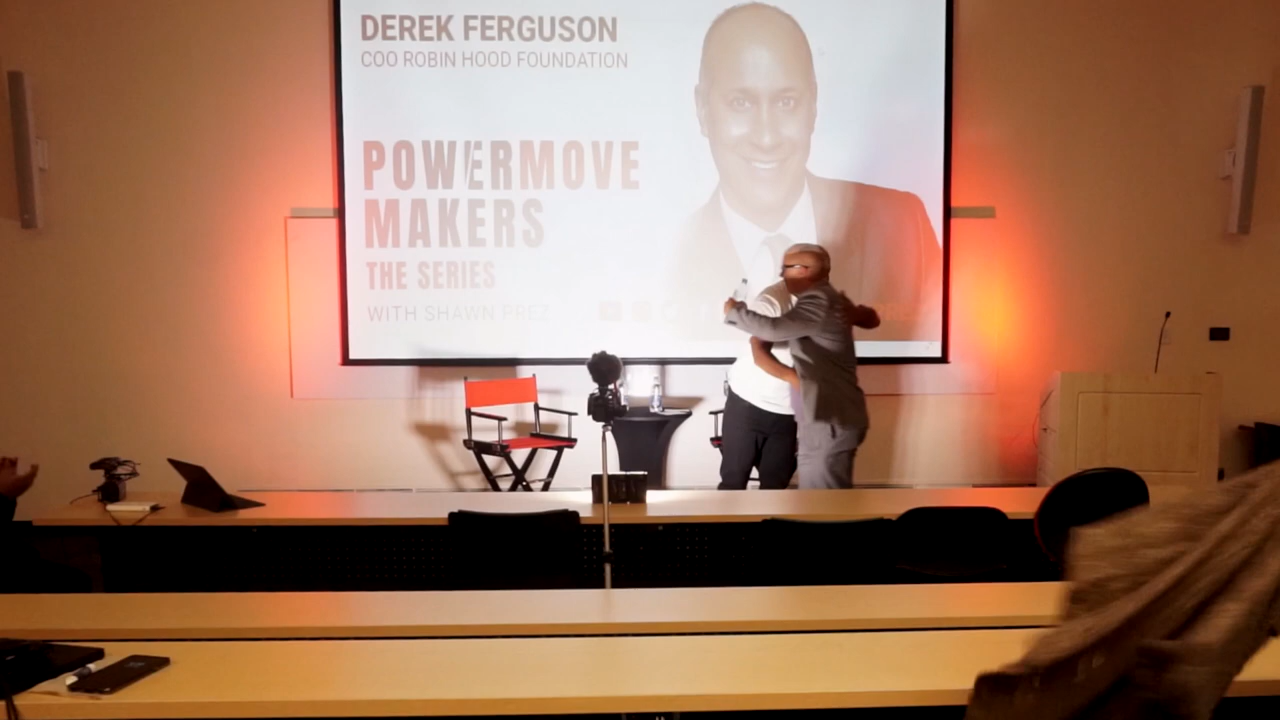 DEREK FERGUSON
COO ROBIN HOOD FOUNDATION
POWERMOVE
MAKERS
THE SERIES
WITH SHAWN PREZ